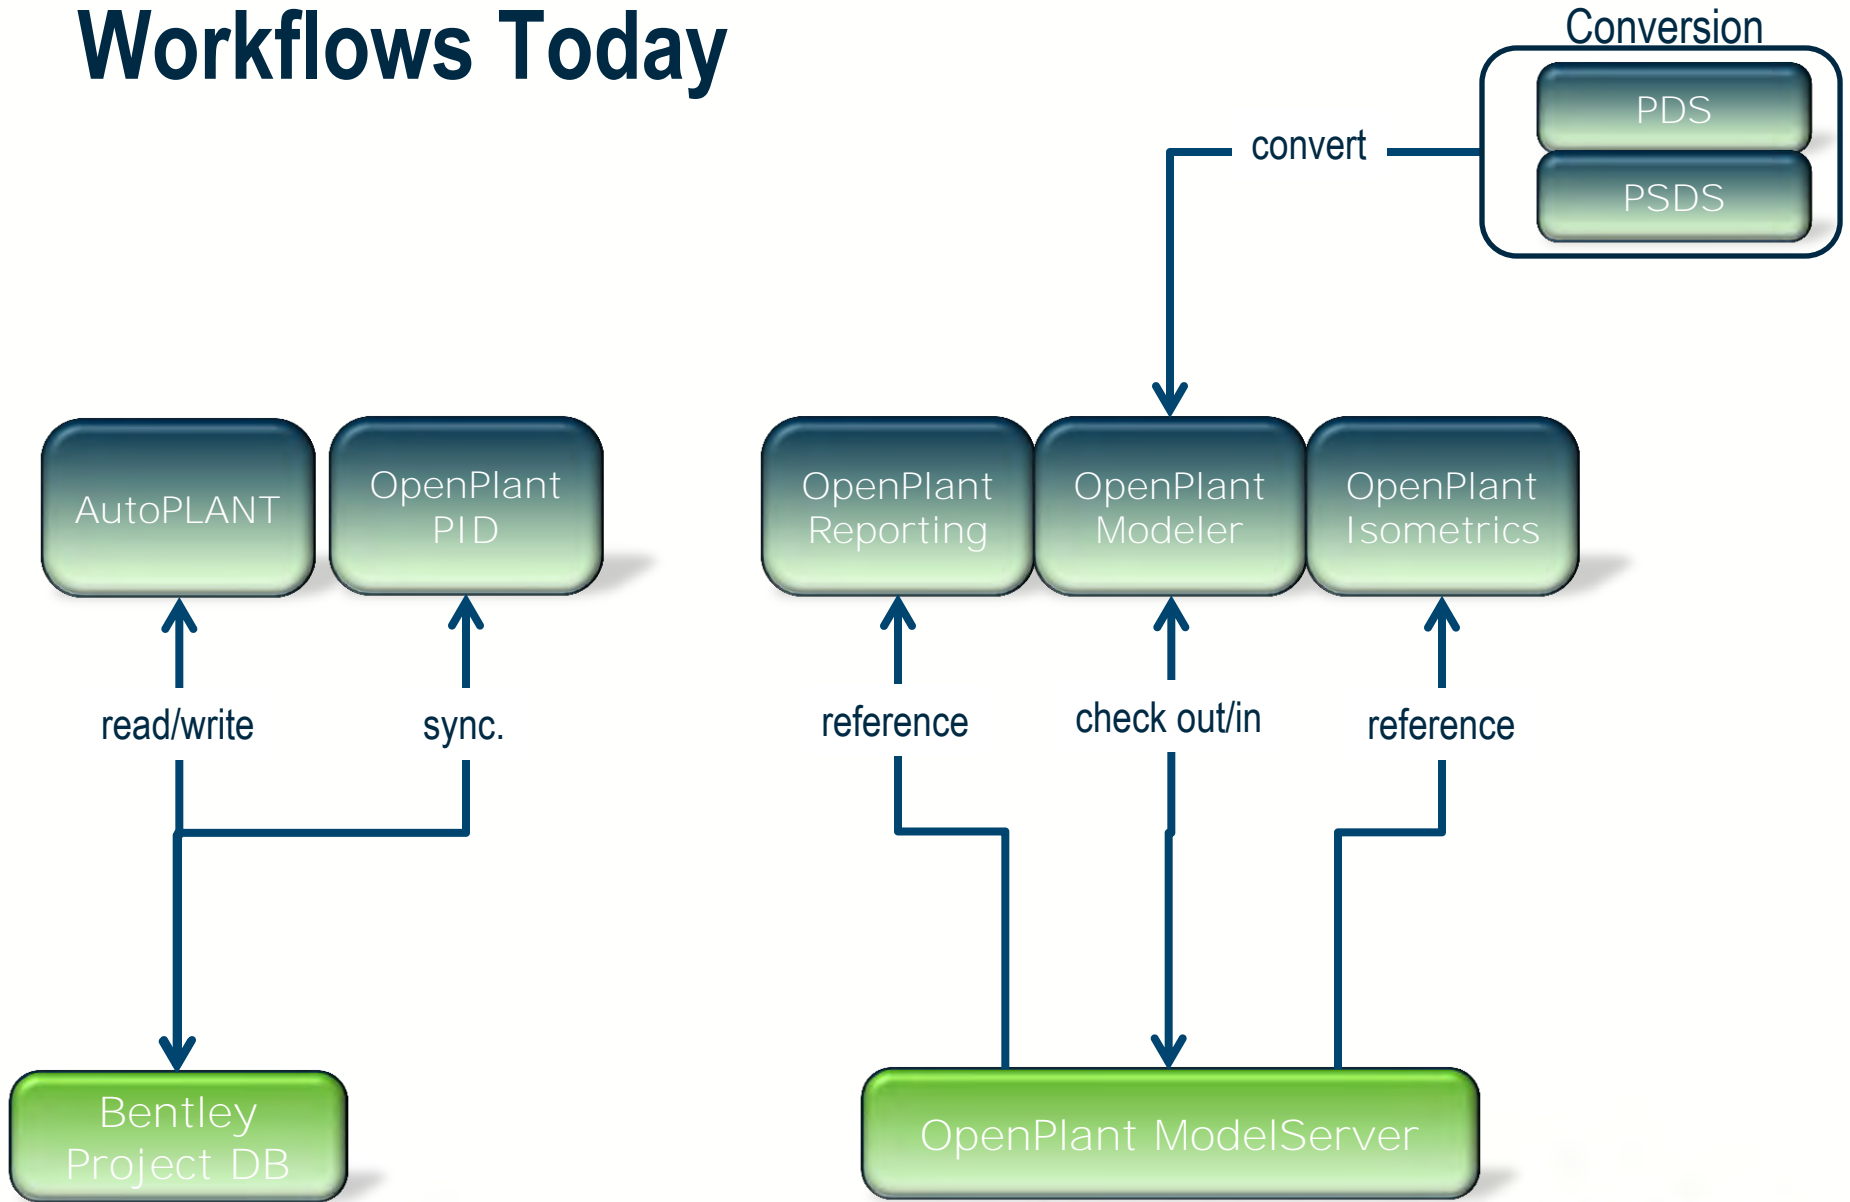 Workflows Today
Conversion
PDS
convert
PSDS
AutoPLANT
OpenPlant
PID
OpenPlant
Reporting
OpenPlant
Modeler
OpenPlant
Isometrics
read/write
sync.
reference
check out/in
reference
Bentley
Project DB
OpenPlant ModelServer